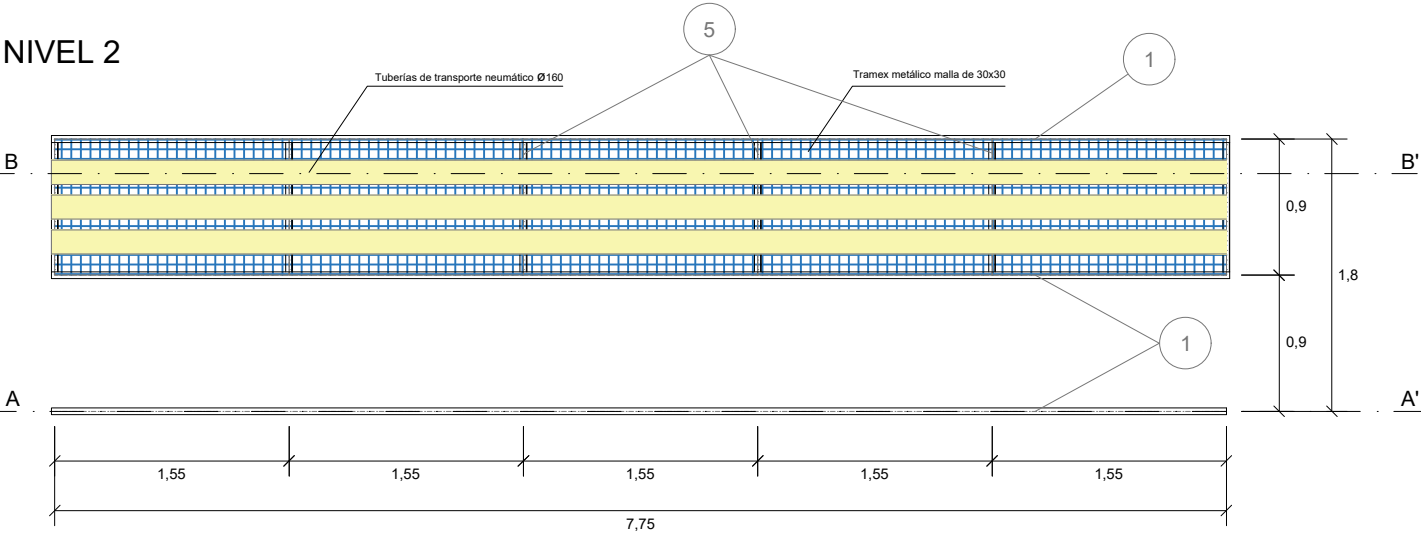 NIVEL 2
5
1
Tuberías de transporte neumático Ø160
Tramex metálico malla de 30x30
B
B'
0,9
1,8
0,9
1
A
A'
1,55
1,55
1,55
1,55
1,55
7,75